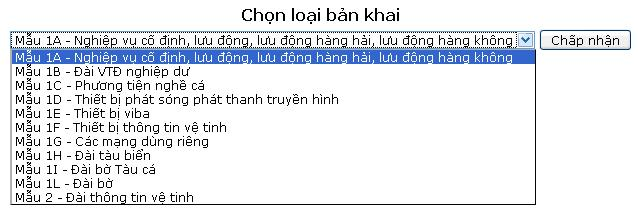 Chọn loại bản khai
Mẫu 1A - Nghiệp vụ cố định, lưu động, lưu động hàng hải, lưu động hàng không Chấp nhận
Mẫu 1A - Nghiệp vụ cố định, lưu động, lưu động hàng hải, lưu động hàng không
Mẫu 1B - Đài VTĐ nghiệp dư
Mẫu 1C - Phương tiện nghề cá
Mẫu 1D - Thiết bị phát sóng phát thanh truyền hình
Mẫu 1E - Thiết bị viba
Mẫu 1F - Thiết bị thông tin vệ tinh
Mẫu 1G - Các mạng dùng riêng
Mẫu 1H - Đài tàu biển
Mẫu 1I - Đài bờ Tàu cá
Mẫu 1L - Đài bờ
Mẫu 2 - Đài thông tin vệ tinh